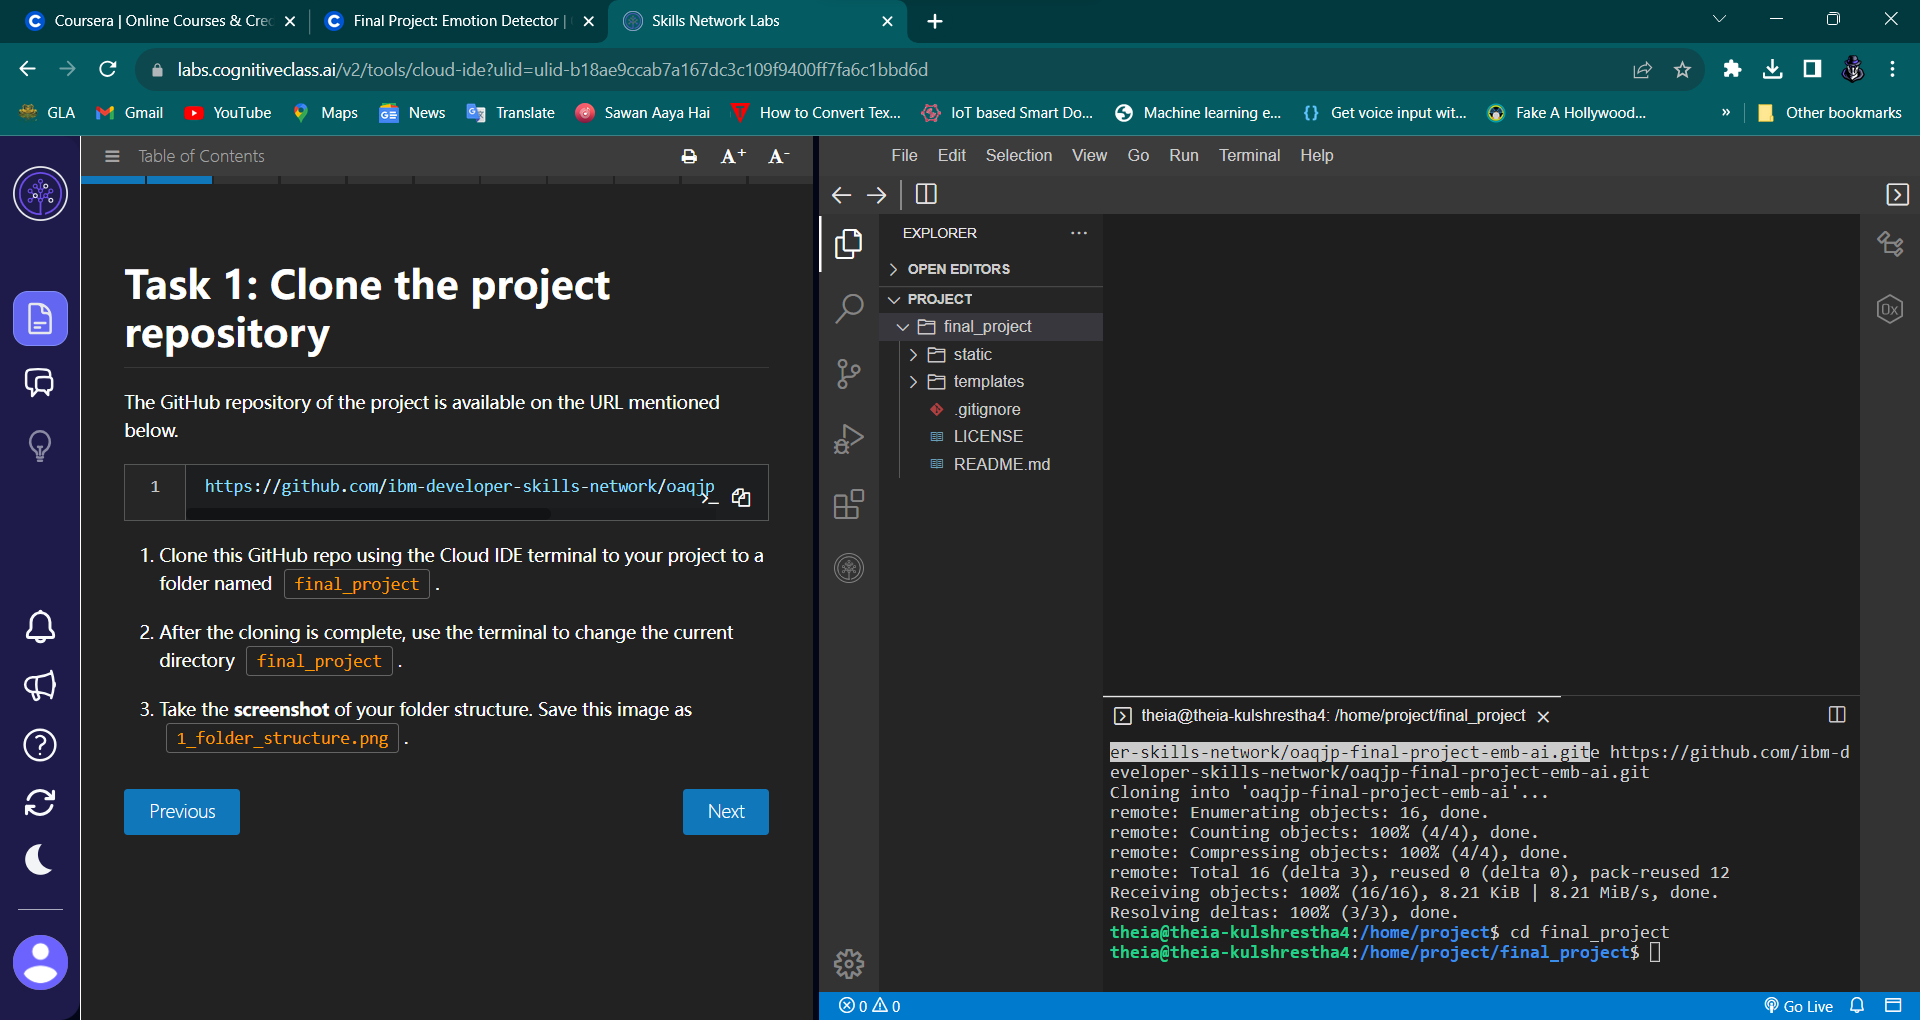 Coursera | Online Courses & Cre
Final Project: Emotion Detector |
Skills Network Labs
labs.cognitiveclass.ai/v2/tools/cloud-ide?ulid=ulid-b18ae9ccab7a167dc3c109f9400ff7fa6c1bbd6d
GLA
Gmail
YouTube
Maps
News
Translate
Sawan Aaya Hai
How to Convert Tex...
IoT based Smart Do...
Machine learning e...
Get voice input wit...
Fake A Hollywood...
»
Other bookmarks
Table of Contents
A+
A-
Task 1: Clone the project
repository
The GitHub repository of the project is available on the URL mentioned
below.
1 https://github.com/ibm-developer-skills-network/oaqjp
1. Clone this GitHub repo using the Cloud IDE terminal to your project to a
folder named final_project .
2. After the cloning is complete, use the terminal to change the current
directory final_project .
3. Take the screenshot of your folder structure. Save this image as
1_folder_structure.png .
Previous
Next
File Edit Selection View Go Run Terminal Help
EXPLORER
OPEN EDITORS
PROJECT
final_project
static
templates
.gitignore
LICENSE
README.md
0x
theia@theia-kulshrestha4: /home/project/final_project
er-skills-network/oaqjp-final-project-emb-ai.gite https://github.com/ibm-d
eveloper-skills-network/oaqjp-final-project-emb-ai.git
Cloning into 'oaqjp-final-project-emb-ai'...
remote: Enumerating objects: 16, done.
remote: Counting objects: 100% (4/4), done.
remote: Compressing objects: 100% (4/4), done.
remote: Total 16 (delta 3), reused 0 (delta 0), pack-reused 12
Receiving objects: 100% (16/16), 8.21 KiB | 8.21 MiB/s, done.
Resolving deltas: 100% (3/3), done.
theia@theia-kulshrestha4:/home/project$ cd final_project
theia@theia-kulshrestha4:/home/project/final_project$
0 0
Go Live